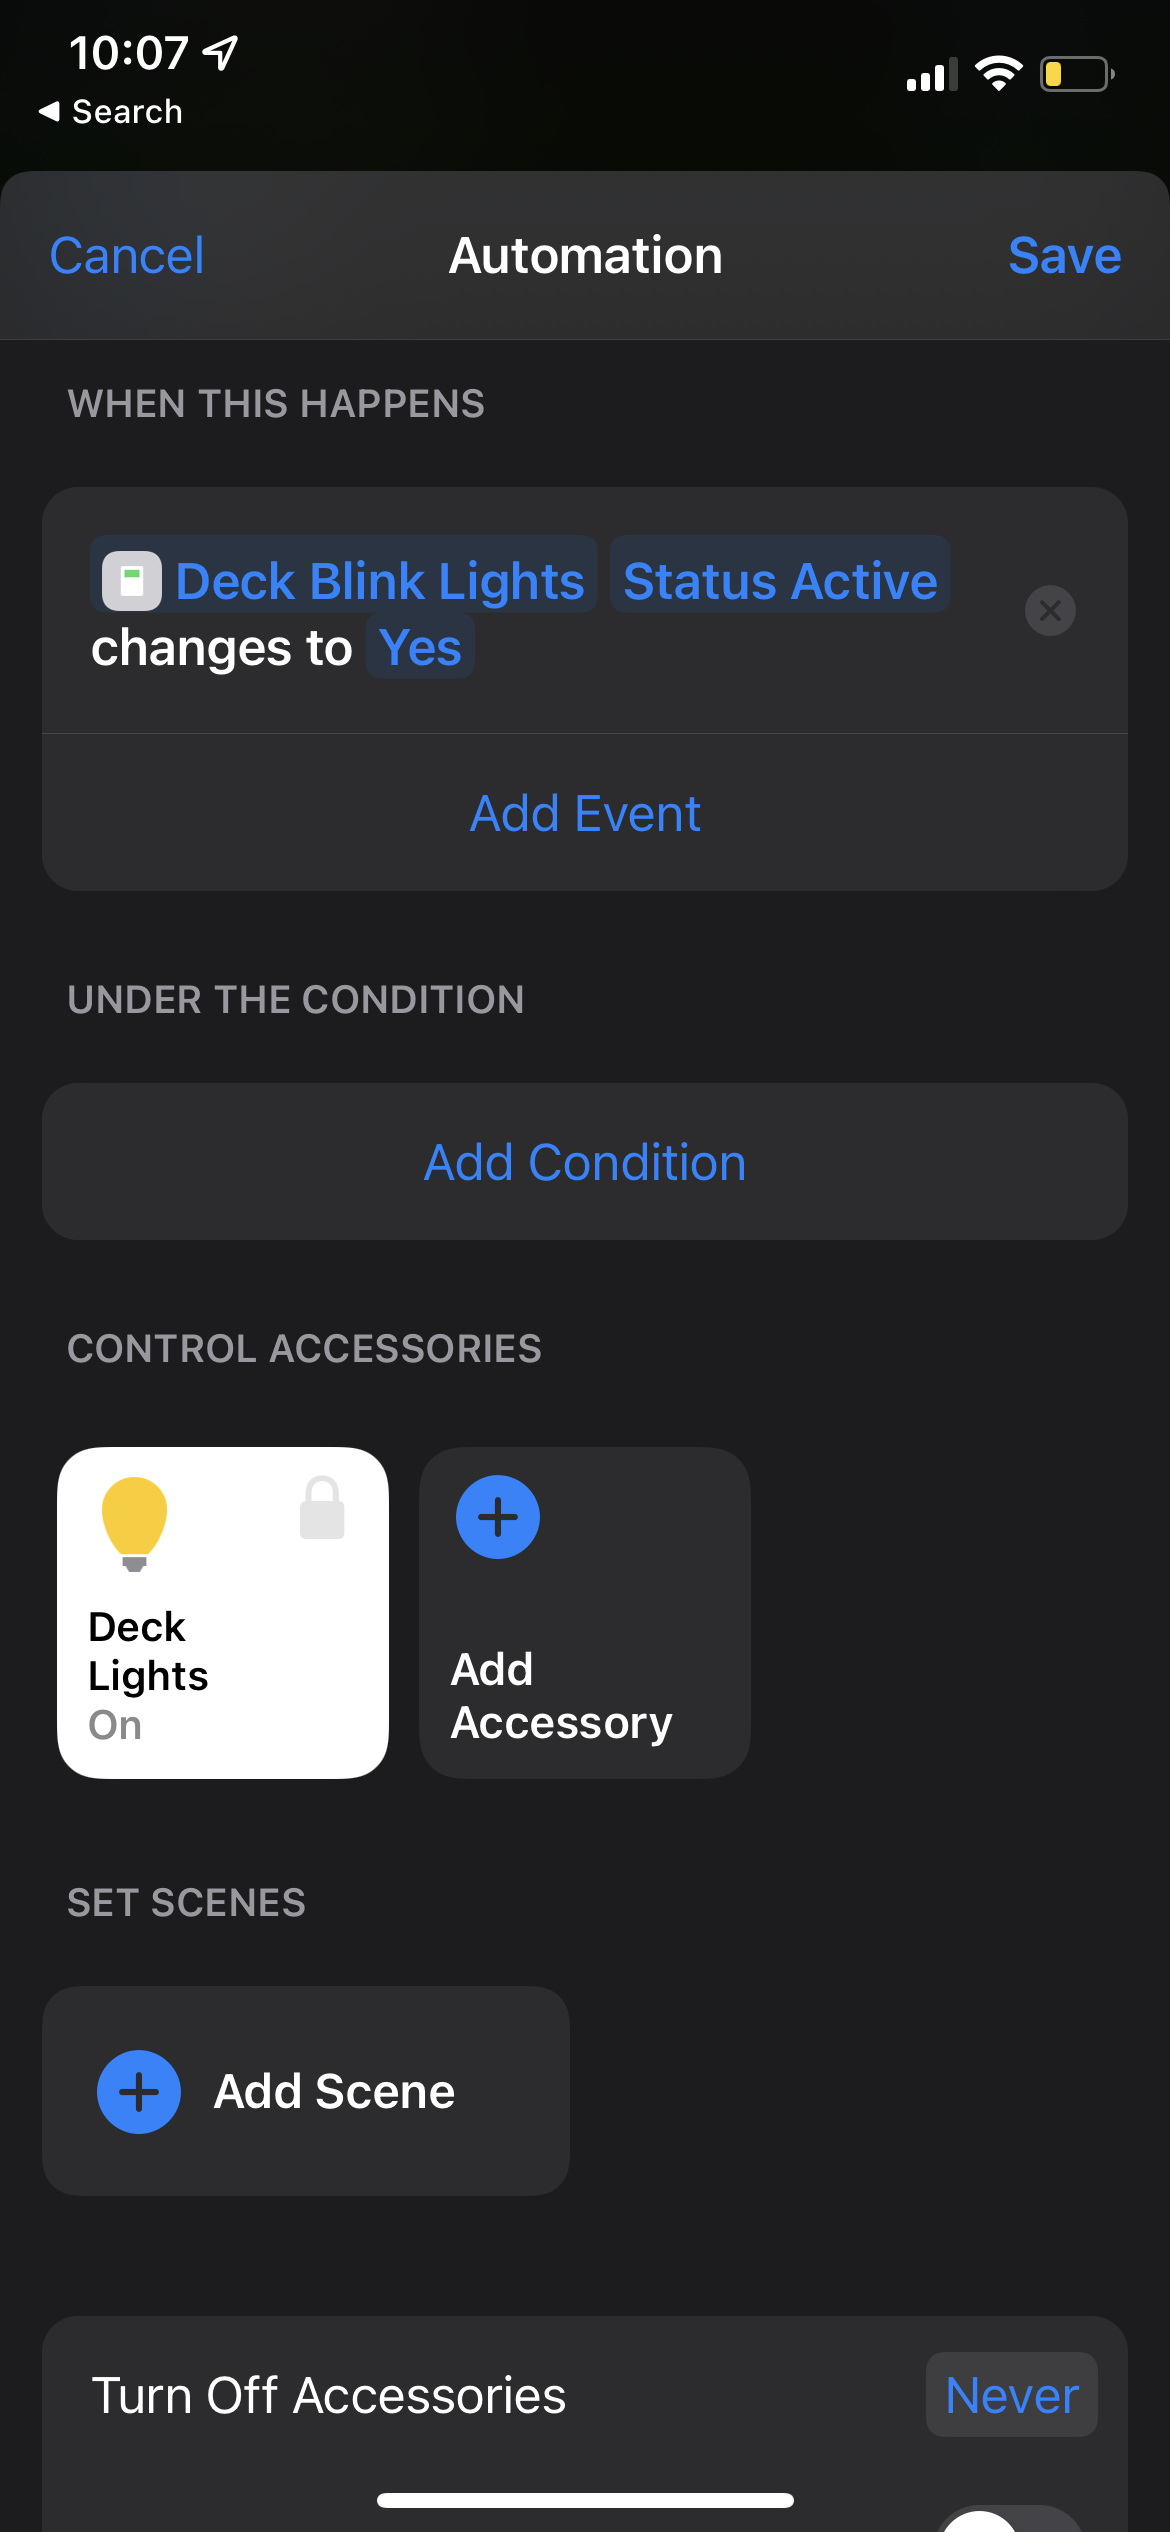 10:07
Search
Cancel
Automation
Save
WHEN THIS HAPPENS
Deck Blink Lights Status Active
changes to Yes
Add Event
UNDER THE CONDITION
Add Condition
CONTROL ACCESSORIES
Deck
Lights
On
Add
Accessory
SET SCENES
Add Scene
Turn Off Accessories
Never